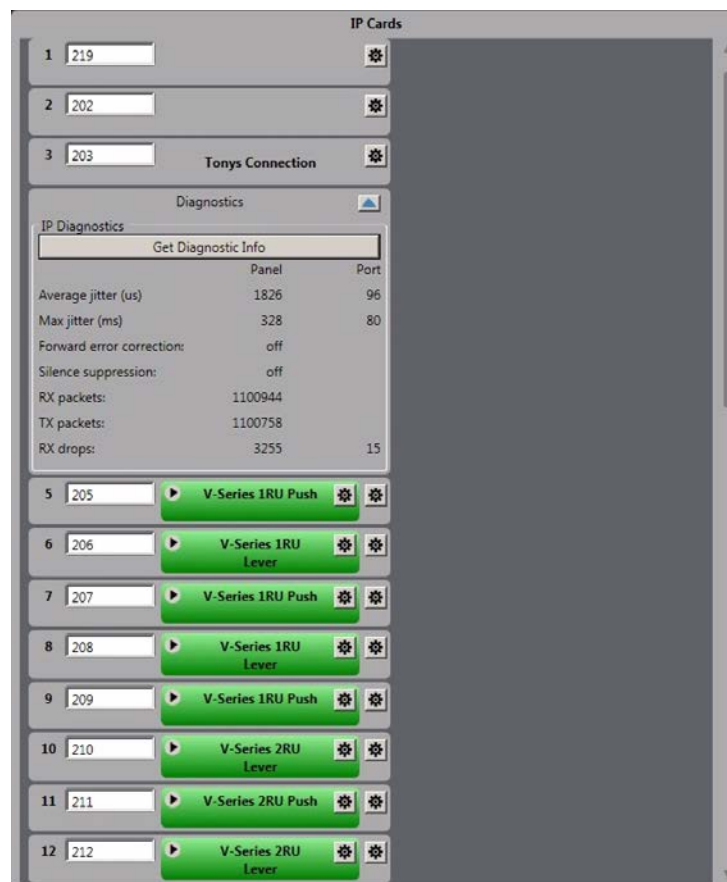 IP Cards
1 219
2 202
3 203 Tonys Connection
Diagnostics
IP Diagnostics
Get Diagnostic Info
Panel Port
Average jitter (us) 1826 96
Max jitter (ms) 328 80
Forward error correction: off
Silence suppression: off
RX packets: 1100944
TX packets: 1100758
RX drops: 3255 15
5 205 V-Series 1RU Push
6 206 V-Series 1RU
Lever
7 207 V-Series 1RU Push
8 208 V-Series 1RU
Lever
9 209 V-Series 1RU Push
10 210 V-Series 2RU
Lever
11 211 V-Series 2RU Push
12 212 V-Series 2RU
Lever